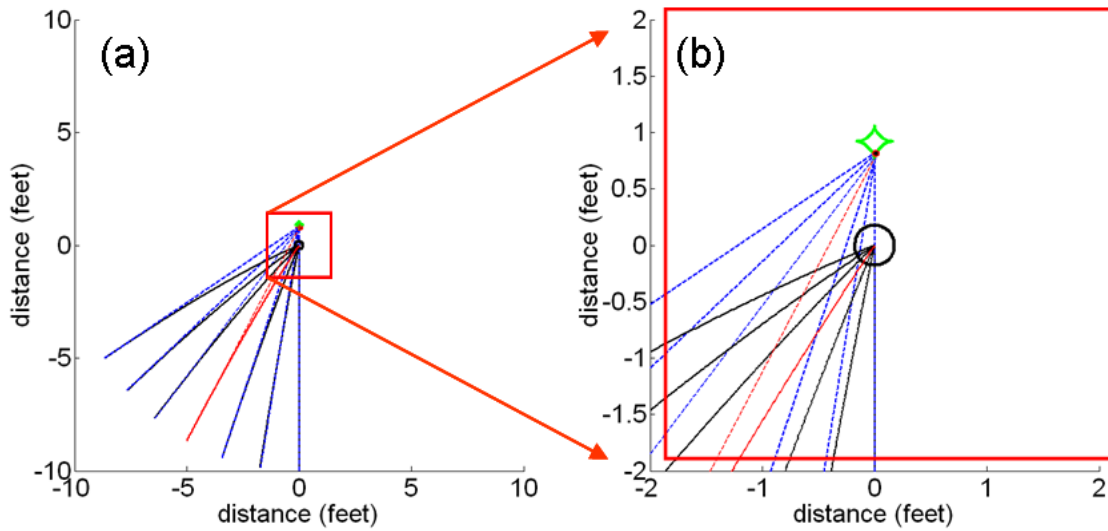 (a)
10
5
0
-5
-10
distance (feet)
-10 -5 0 5 10
distance (feet)
(b)
2
1.5
1
0.5
0
-0.5
-1
-1.5
-2
distance (feet)
-2 -1 0 1 2
distance (feet)